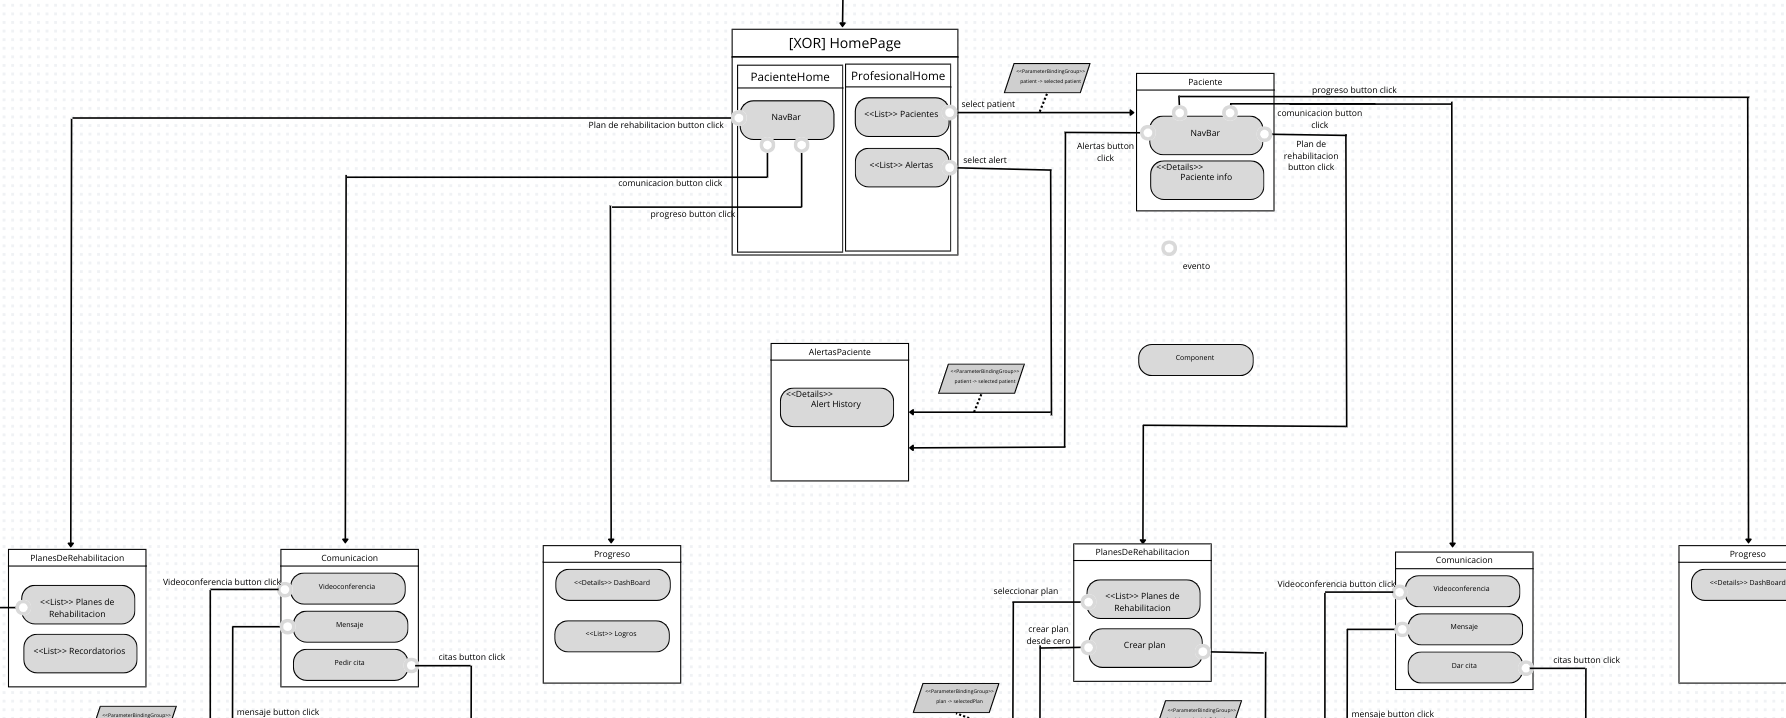 [XOR] HomePage
PacienteHome
NavBar
ProfesionalHome
<<List>> Pacientes
<<List>> Alertas
Plan de rehabilitacion button click
comunicacion button click
progreso button click
select patient
<<ParameterBindingGroup>>
patient -> selected patient
select alert
Paciente
NavBar
<<Details>>
Paciente info
progreso button click
comunicacion button
click
Plan de
rehabilitacion
button click
Alertas button
click
evento
Component
AlertasPaciente
<<Details>>
Alert History
<<ParameterBindingGroup>>
patient -> selected patient
PlanesDeRehabilitacion
<<List>> Planes de
Rehabilitacion
<<List>> Recordatorios
<<ParameterBindingGroup>>
Videoconferencia button click
Comunicacion
Videoconferencia
Mensaje
Pedir cita
citas button click
mensaje button click
Progreso
<<Details>> DashBoard
<<List>> Logros
PlanesDeRehabilitacion
<<List>> Planes de
Rehabilitacion
Crear plan
seleccionar plan
crear plan
desde cero
<<ParameterBindingGroup>>
plan -> selectedPlan
<<ParameterBindingGroup>>
Videoconferencia button click
Comunicacion
Videoconferencia
Mensaje
Dar cita
citas button click
mensaje button click
Progreso
<<Details>> DashBoard